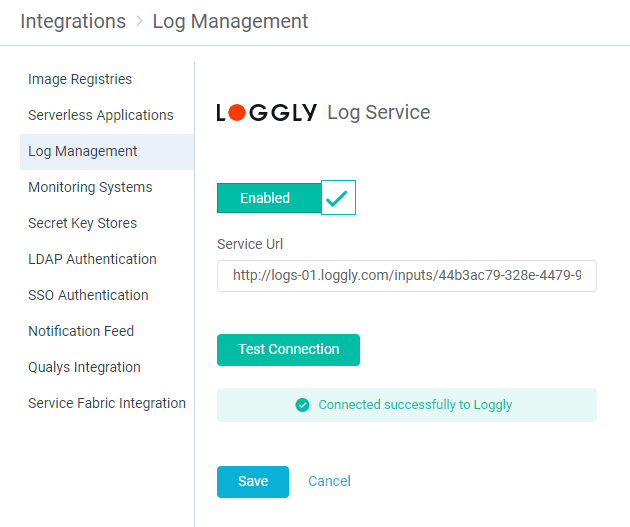 Integrations > Log Management
Image Registries
Serverless Applications
Log Management
Monitoring Systems
Secret Key Stores
LDAP Authentication
SSO Authentication
Notification Feed
Qualys Integration
Service Fabric Integration
LOGGLY Log Service
Enabled
Service Url
http://logs-01.loggly.com/inputs/44b3ac79-328e-4479-9
Test Connection
Connected successfully to Loggly
Save Cancel